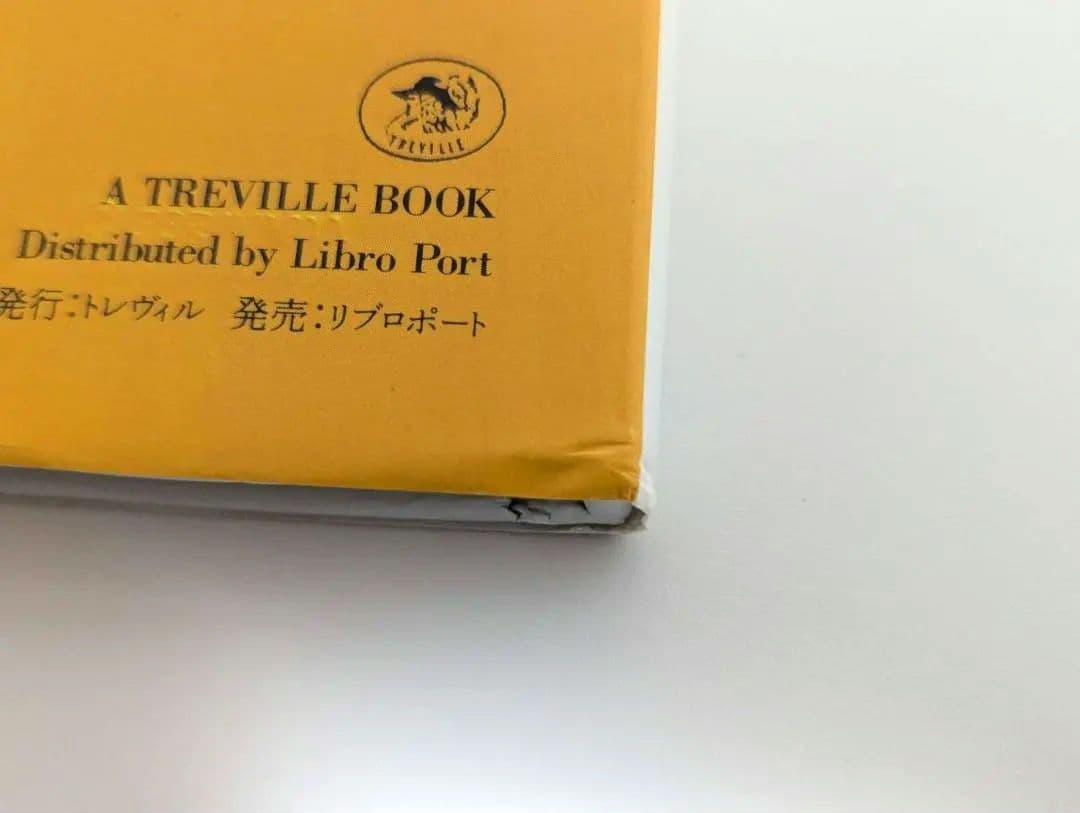 TREVILLE
A TREVILLE BOOK
Distributed by Libro Port
発行：トレヴィル 発売：リブロポート